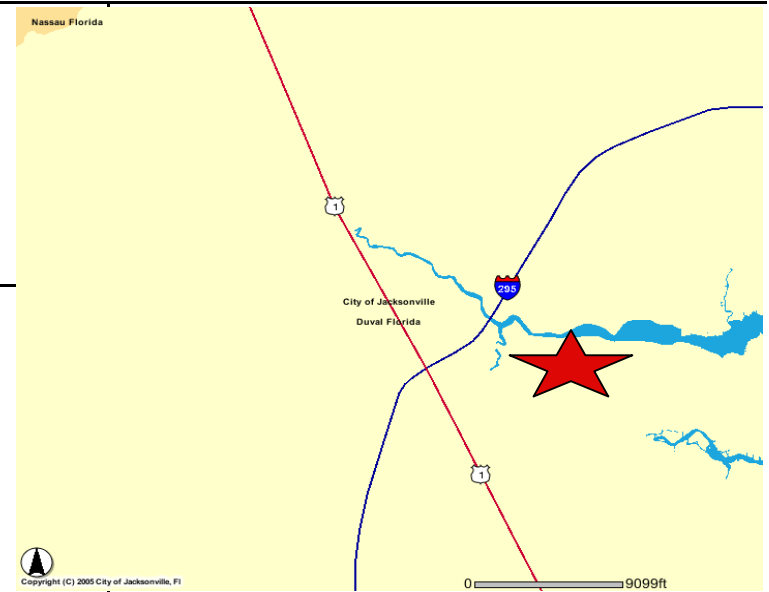 Nassau Florida
1
295
City of Jacksonville
Duval Florida
1
Copyright (C) 2005 City of Jacksonville, Fl
0 9099ft